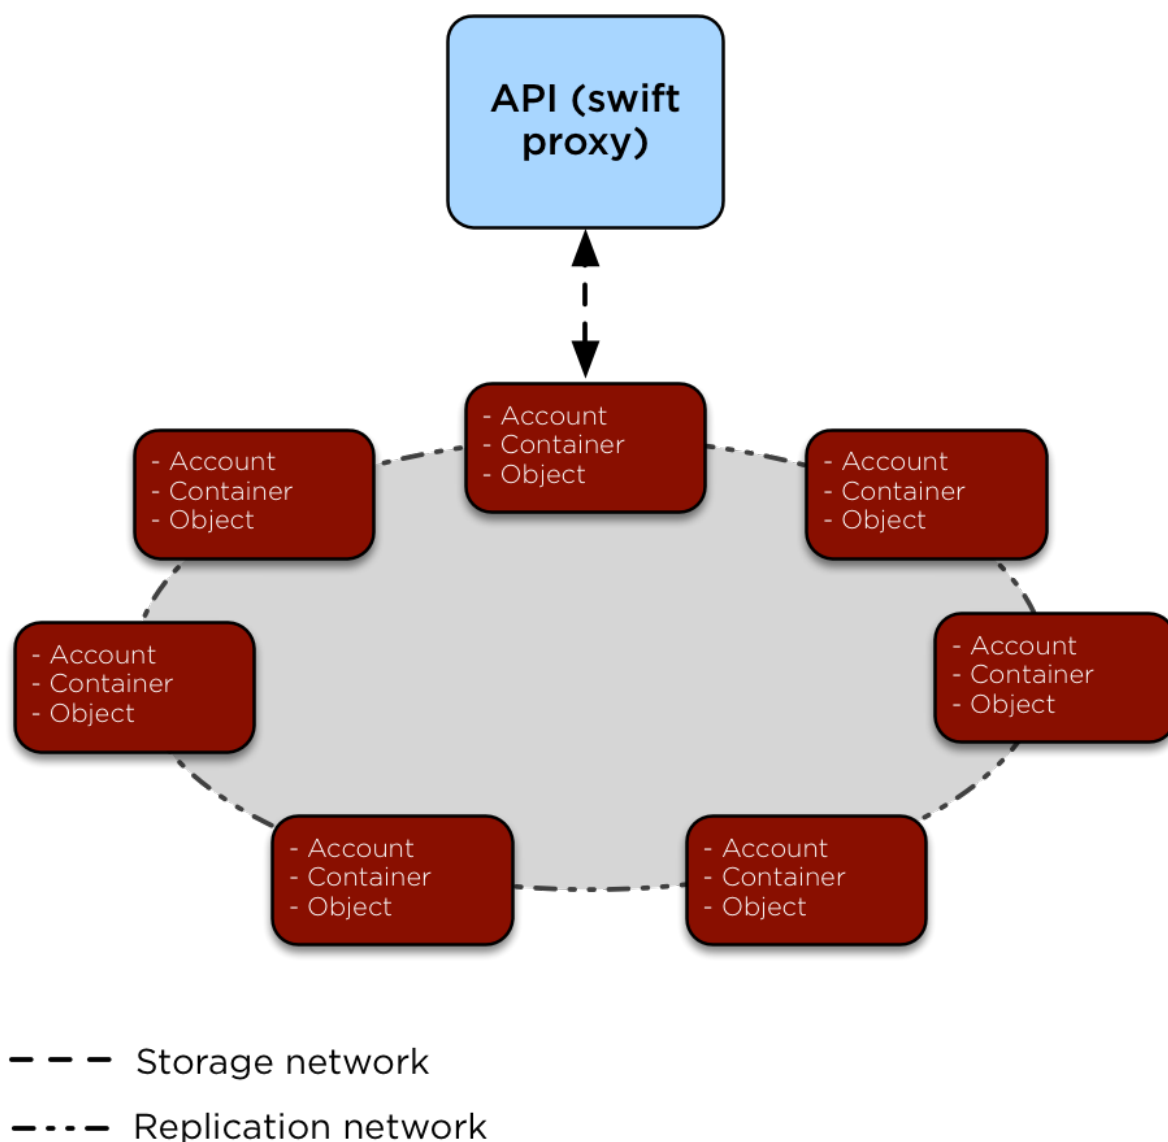 API (swift
proxy)
- Account
- Container
- Object
- Account
- Container
- Object
- Account
- Container
- Object
- Account
- Container
- Object
- Account
- Container
- Object
- Account
- Container
- Object
- Account
- Container
- Object
Storage network
Replication network